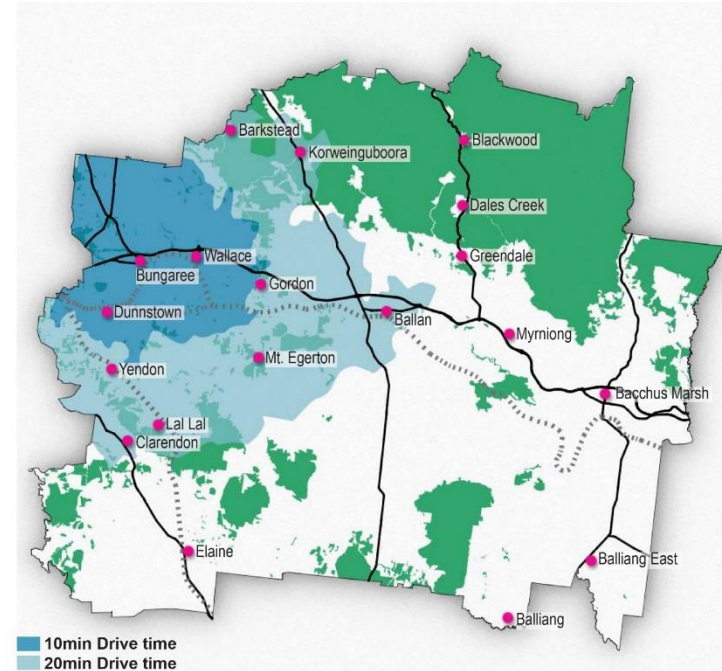 Barkstead
Korweinguboora
Blackwood
Dales Creek
Greendale
Wallace
Bungaree
Gordon
Dunnstown
Ballan
Myrniong
Mt. Egerton
Yendon
Bacchus Marsh
Lal Lal
Clarendon
Elaine
Balliang East
Balliang
10min Drive time
20min Drive time